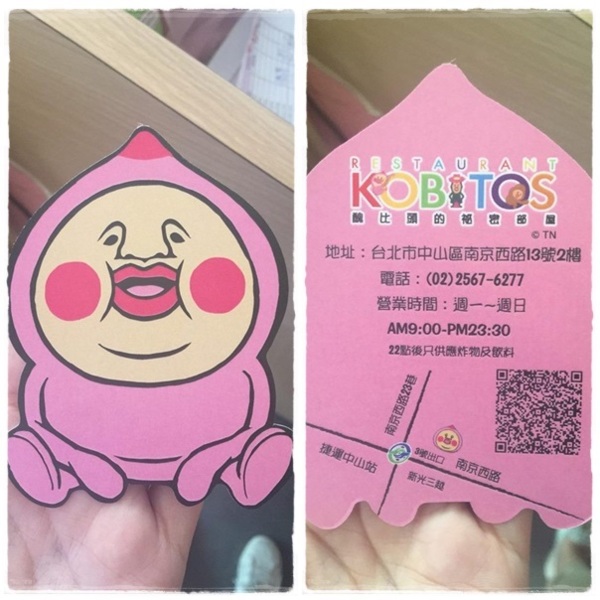 RESTAURANT
KOBITOS
醜比頭的祕密部屋
©TN
地址：台北市中山區南京西路13號2樓
電話：(02)2567-6277
營業時間：週一～週日
AM9:00-PM23:30
22點後只供應炸物及飲料
南京西路23巷
捷運中山站
3號出口
南京西路
新光三越